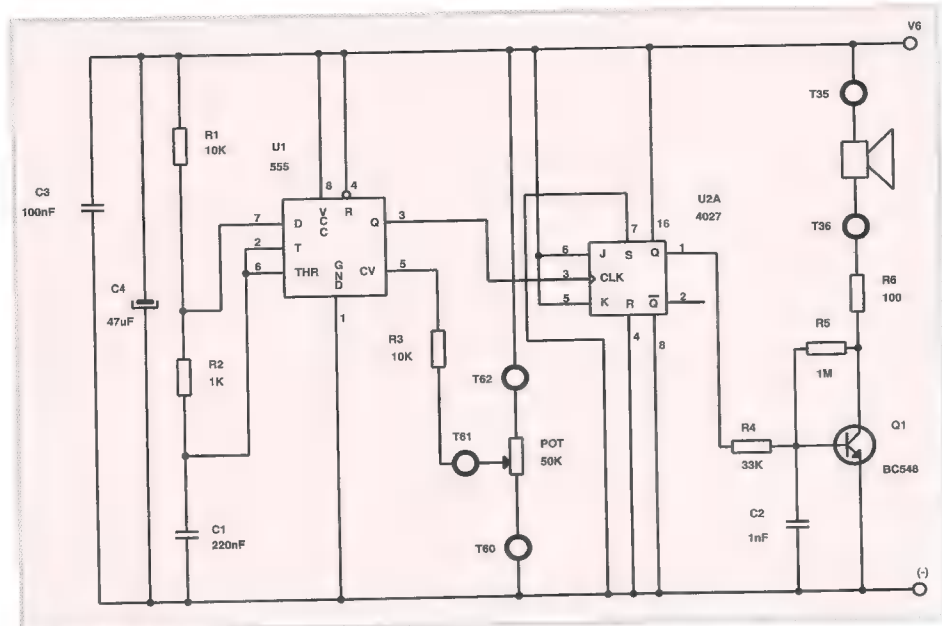 V6
T35
R1
10K
U1
555
C3
100nF
8
4
V
C
C
R
U2A
4027
7
16
T36
7
D
Q
3
2
T
6
THR
G
N
D
CV
5
6
J
S
Q
1
3
CLK
5
K
R
Q
2
R6
100
C4
47uF
1
4
8
R3
10K
R5
1M
R2
1K
T62
T61
POT
50K
R4
33K
Q1
BC548
C1
220nF
C2
1nF
T60
(-)